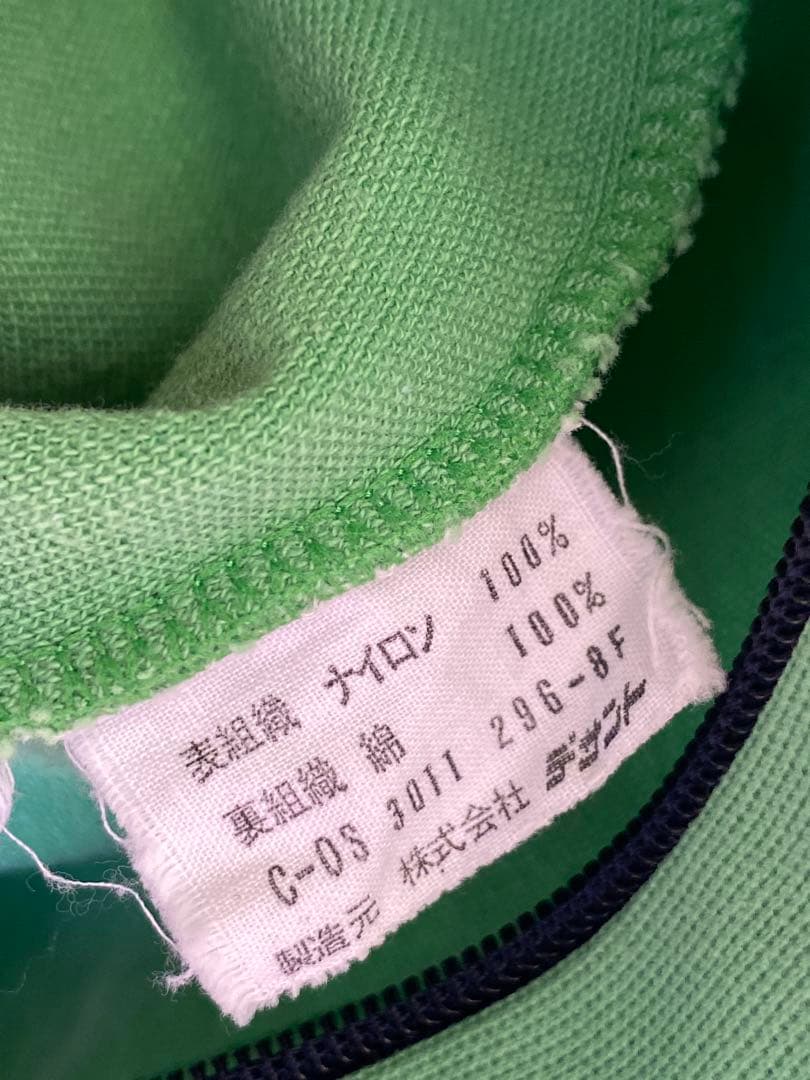 表組織 ナイロン 100%
裏組織 綿 100%
C-OS 3011 296-8F
製造元 株式会社 デサント